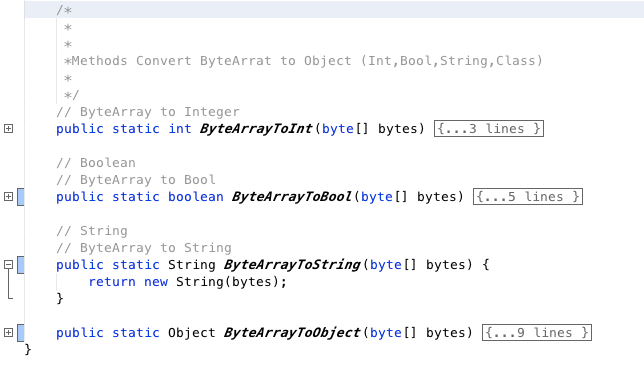 /*
*
*
*Methods Convert ByteArrat to Object (Int,Bool,String,Class)
*
*/
// ByteArray to Integer
public static int ByteArrayToInt(byte[] bytes) {...3 lines }
// Boolean
// ByteArray to Bool
public static boolean ByteArrayToBool(byte[] bytes) {...5 lines }
// String
// ByteArray to String
public static String ByteArrayToString(byte[] bytes) {
return new String(bytes);
}
public static Object ByteArrayToObject(byte[] bytes) {...9 lines }
}